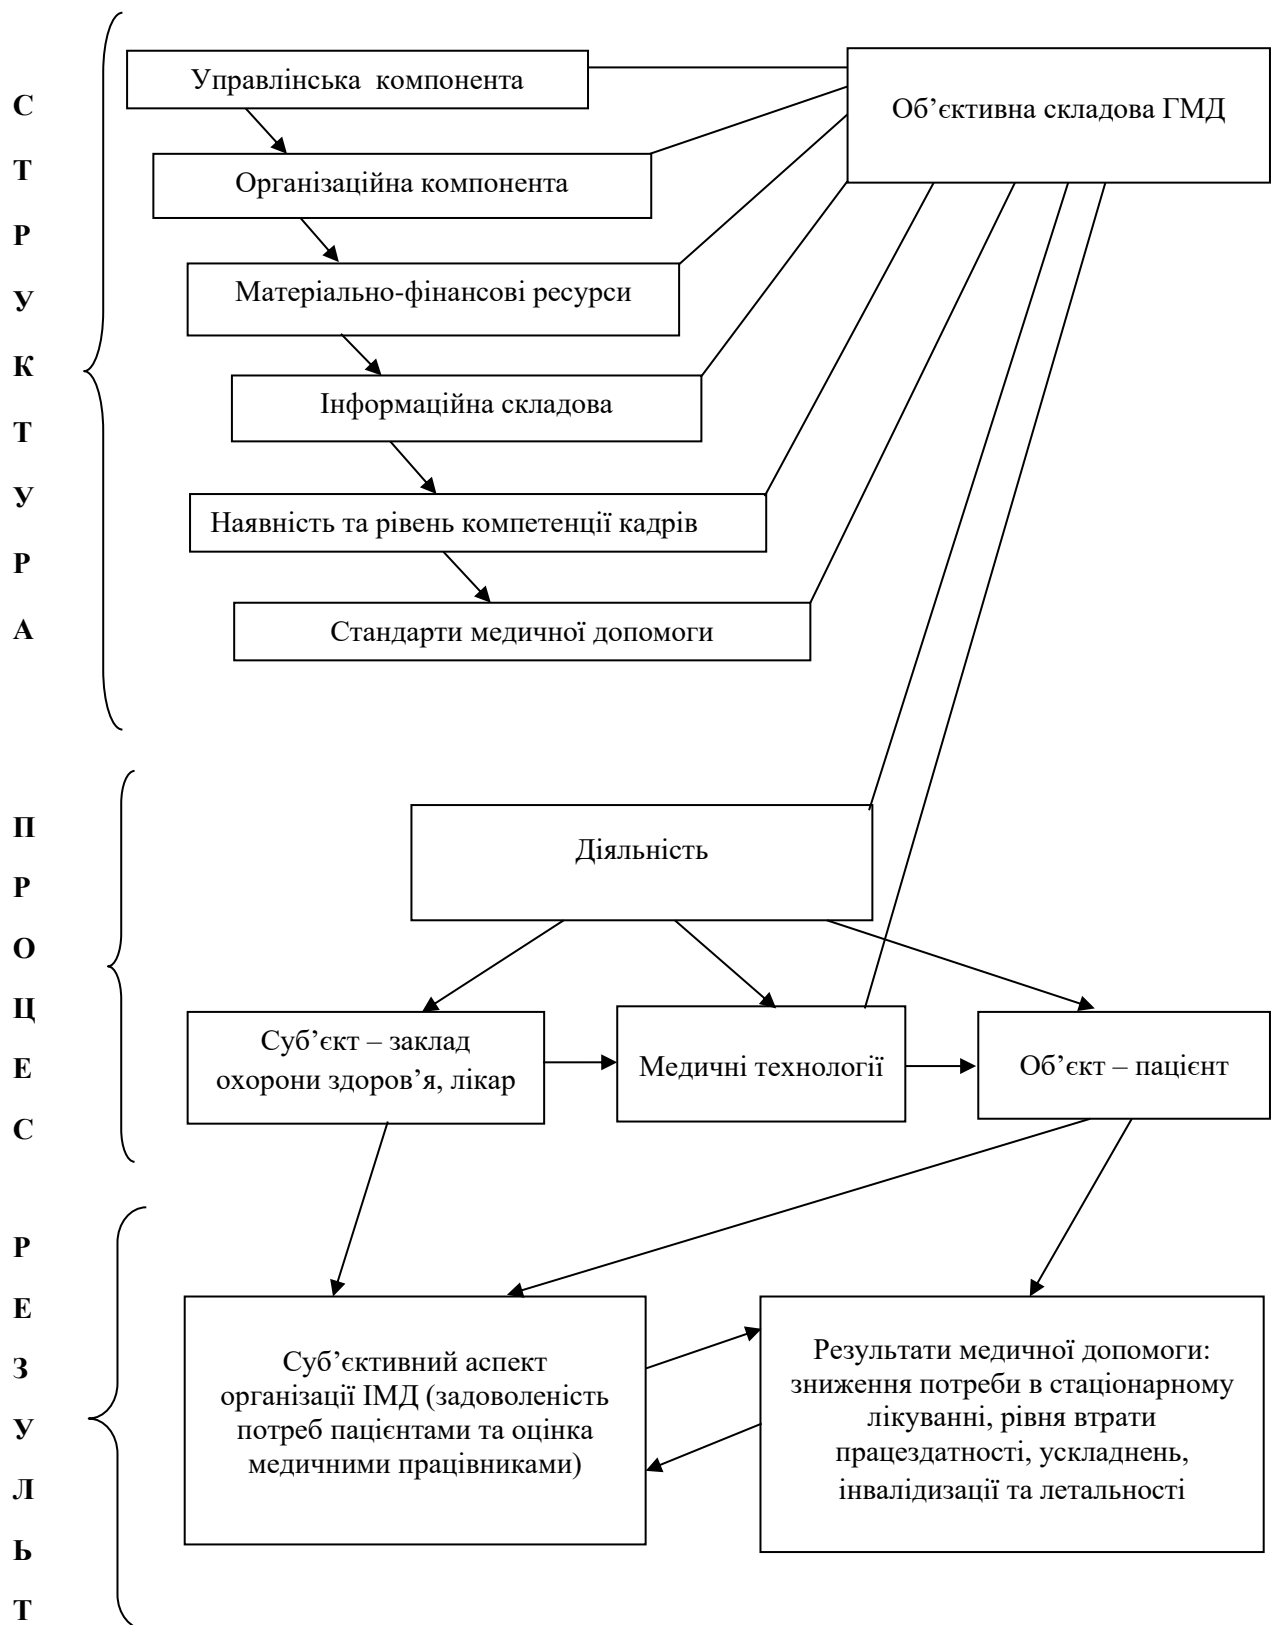 СТРУКТУРА
Управлінська компонента
Об’єктивна складова ГМД
Організаційна компонента
Матеріально-фінансові ресурси
Інформаційна складова
Наявність та рівень компетенції кадрів
Стандарти медичної допомоги
ПРОЦЕС
Діяльність
Суб’єкт – заклад
охорони здоров’я, лікар
Медичні технології
Об’єкт – пацієнт
РЕЗУЛЬТ
Суб’єктивний аспект
організації ІМД (задоволеність
потреб пацієнтами та оцінка
медичними працівниками)
Результати медичної допомоги:
зниження потреби в стаціонарному
лікуванні, рівня втрати
працездатності, ускладнень,
інвалідизації та летальності